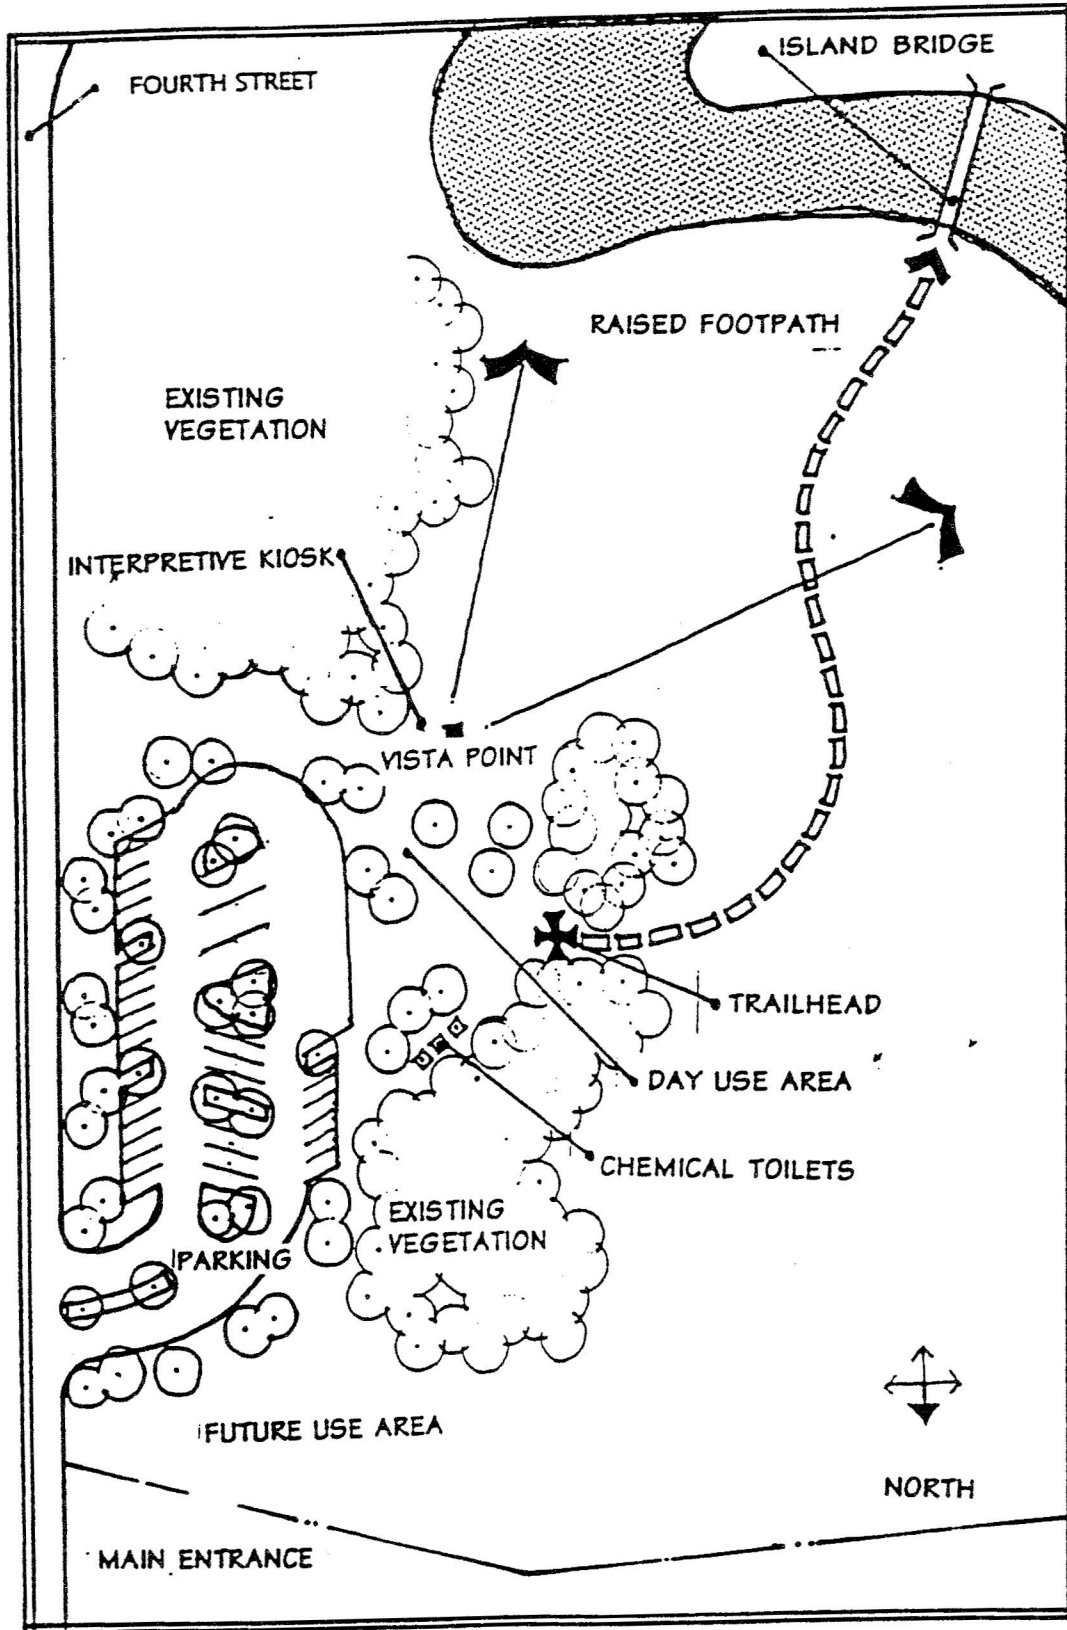 ISLAND BRIDGE
FOURTH STREET
RAISED FOOTPATH
EXISTING
VEGETATION
INTERPRETIVE KIOSK
VISTA POINT
TRAILHEAD
DAY USE AREA
CHEMICAL TOILETS
EXISTING
VEGETATION
PARKING
FUTURE USE AREA
NORTH
MAIN ENTRANCE